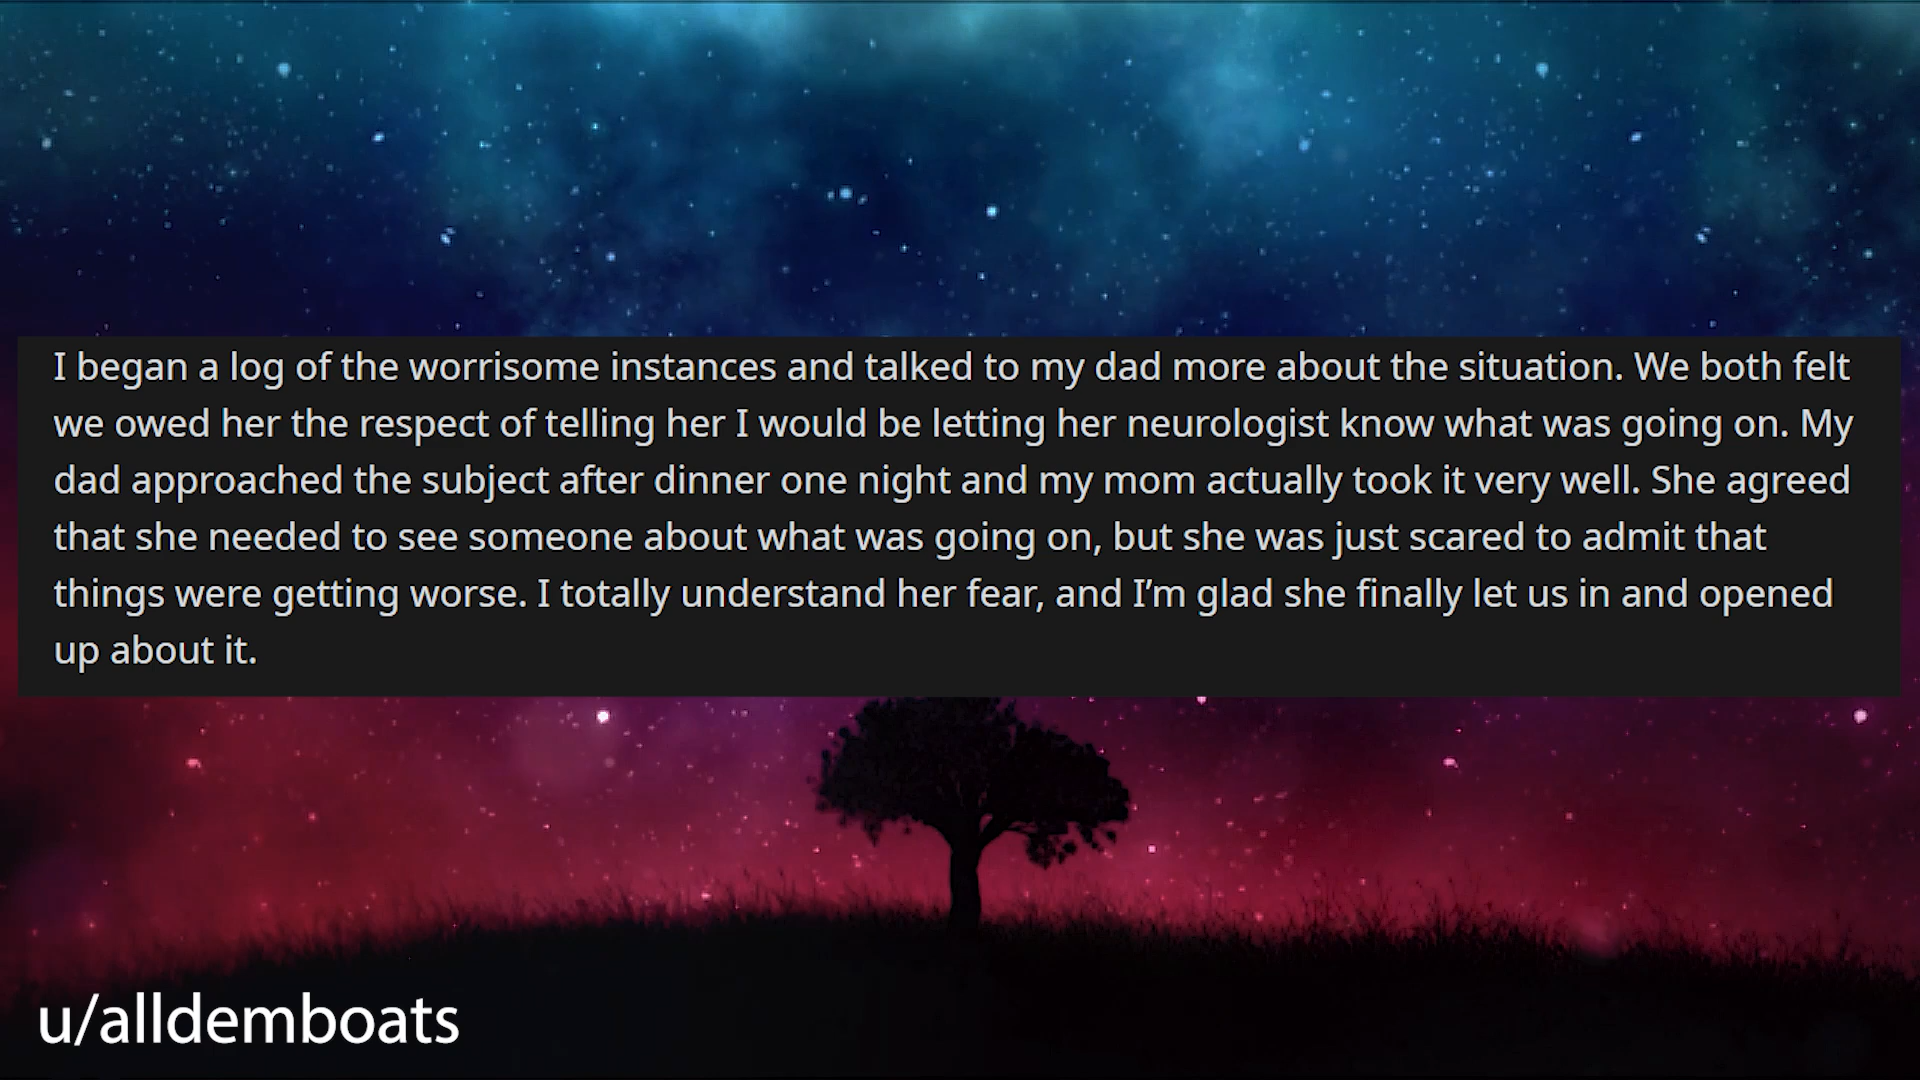 I began a log of the worrisome instances and talked to my dad more about the situation. We both felt
we owed her the respect of telling her I would be letting her neurologist know what was going on. My
dad approached the subject after dinner one night and my mom actually took it very well. She agreed
that she needed to see someone about what was going on, but she was just scared to admit that
things were getting worse. I totally understand her fear, and I’m glad she finally let us in and opened
up about it.
u/alldemboats